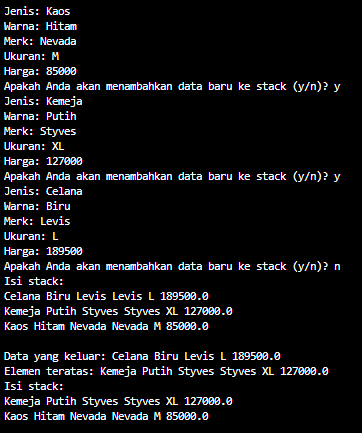 Jenis: Kaos
Warna: Hitam
Merk: Nevada
Ukuran: M
Harga: 85000
Apakah Anda akan menambahkan data baru ke stack (y/n)? y
Jenis: Kemeja
Warna: Putih
Merk: Styves
Ukuran: XL
Harga: 127000
Apakah Anda akan menambahkan data baru ke stack (y/n)? y
Jenis: Celana
Warna: Biru
Merk: Levis
Ukuran: L
Harga: 189500
Apakah Anda akan menambahkan data baru ke stack (y/n)? n
Isi stack:
Celana Biru Levis Levis L 189500.0
Kemeja Putih Styves Styves XL 127000.0
Kaos Hitam Nevada Nevada M 85000.0
Data yang keluar: Celana Biru Levis L 189500.0
Elemen teratas: Kemeja Putih Styves Styves XL 127000.0
Isi stack:
Kemeja Putih Styves Styves XL 127000.0
Kaos Hitam Nevada Nevada M 85000.0